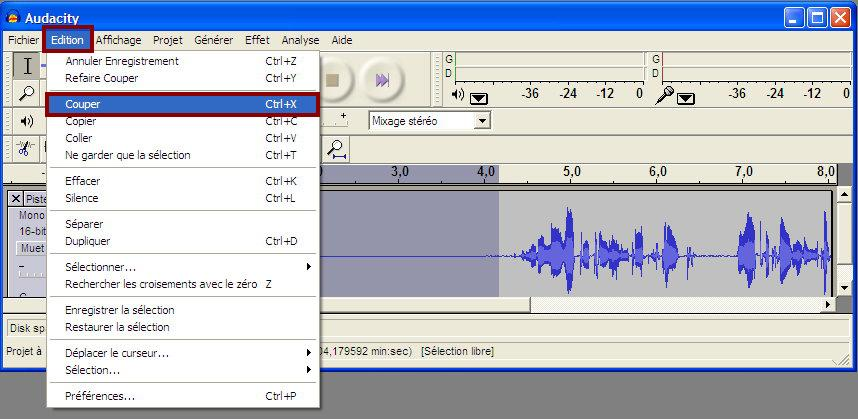 Audacity
Fichier Edition Affichage Projet Générer Effet Analyse Aide
Annuler Enregistrement Ctrl+Z
Refaire Couper Ctrl+Y
Couper Ctrl+X
Copier Ctrl+C
Coller Ctrl+V
Ne garder que la sélection Ctrl+T
Effacer Ctrl+K
Silence Ctrl+L
Séparer
Dupliquer Ctrl+D
Sélectionner...
Rechercher les croisements avec le zéro Z
Enregistrer la sélection
Restaurer la sélection
Déplacer le curseur...
Sélection...
Préférences... Ctrl+P
G G
D D
-36 -24 -12 0 -36 -24 -12 0
Mixage stéréo
3,0 4,0 5,0 6,0 7,0 8,0
Piste
Mono
16-bit
Muet
Disk sp
Projet à 04,179592 min:sec) [Sélection libre]